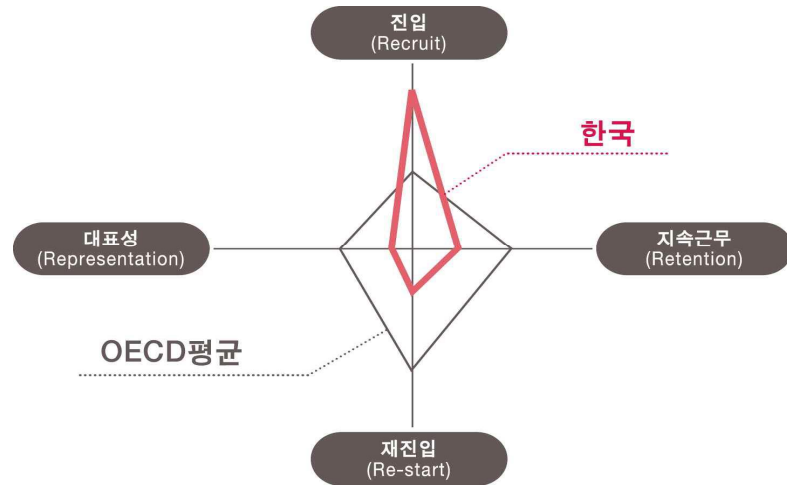 진입
(Recruit)
한국
대표성
(Representation)
지속근무
(Retention)
OECD평균
재진입
(Re-start)